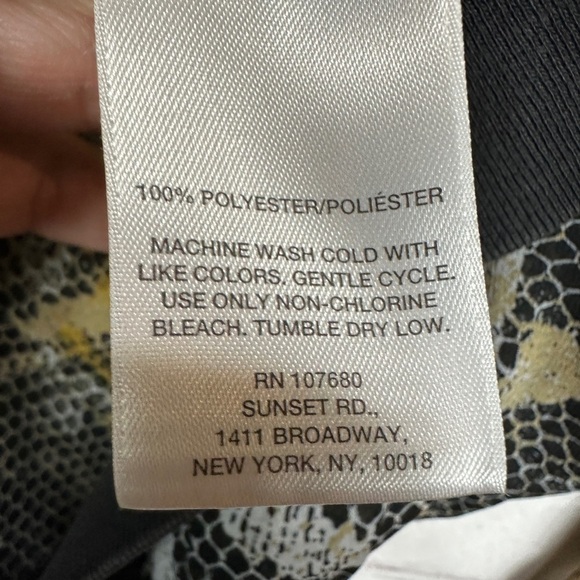 100% POLYESTER/POLIÉSTER
MACHINE WASH COLD WITH
LIKE COLORS. GENTLE CYCLE.
USE ONLY NON-CHLORINE
BLEACH. TUMBLE DRY LOW.
RN 107680
SUNSET RD.,
1411 BROADWAY,
NEW YORK, NY, 10018